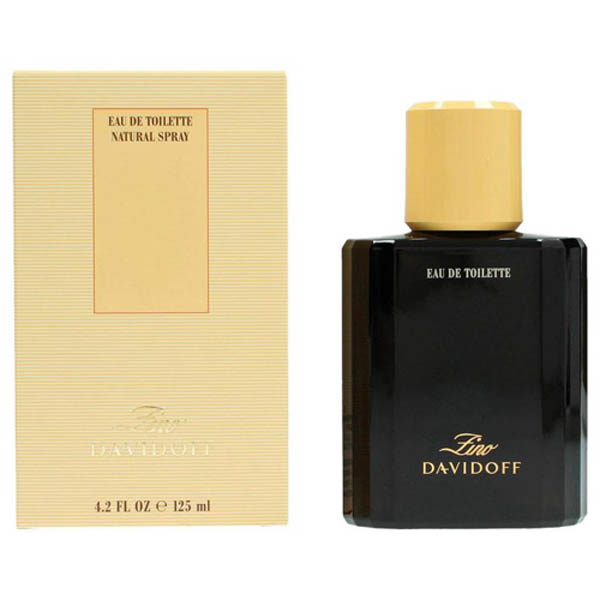 EAU DE TOILETTE
NATURAL SPRAY
Zino
DAVIDOFF
4.2 FL OZ ℮ 125 ml
EAU DE TOILETTE
Zino
DAVIDOFF